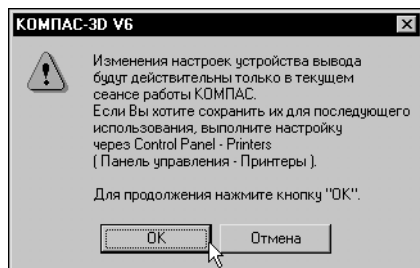 КОМПАС-3D V6
Изменения настроек устройства вывода
будут действительны только в текущем
сеансе работы КОМПАС.
Если Вы хотите сохранить их для последующего
использования, выполните настройку
через Control Panel - Printers
( Панель управления - Принтеры ).
Для продолжения нажмите кнопку "ОК".
ОК
Отмена